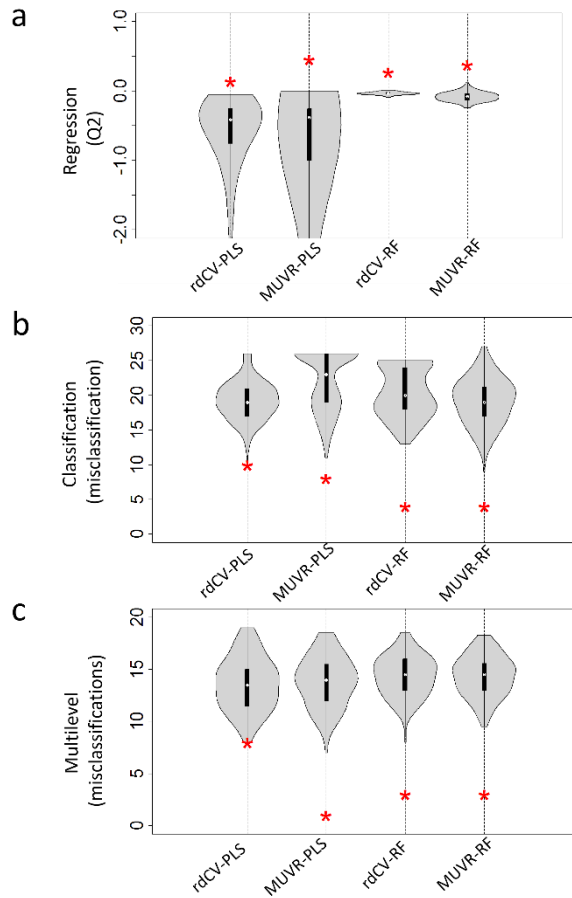 a
Regression
(Q2)
1.0
0.0
-1.0
-2.0
rdCV-PLS
MUVR-PLS
rdCV-RF
MUVR-RF
b
Classification
(misclassification)
30
25
20
15
10
5
0
rdCV-PLS
MUVR-PLS
rdCV-RF
MUVR-RF
c
Multilevel
(misclassifications)
20
15
10
5
0
rdCV-PLS
MUVR-PLS
rdCV-RF
MUVR-RF